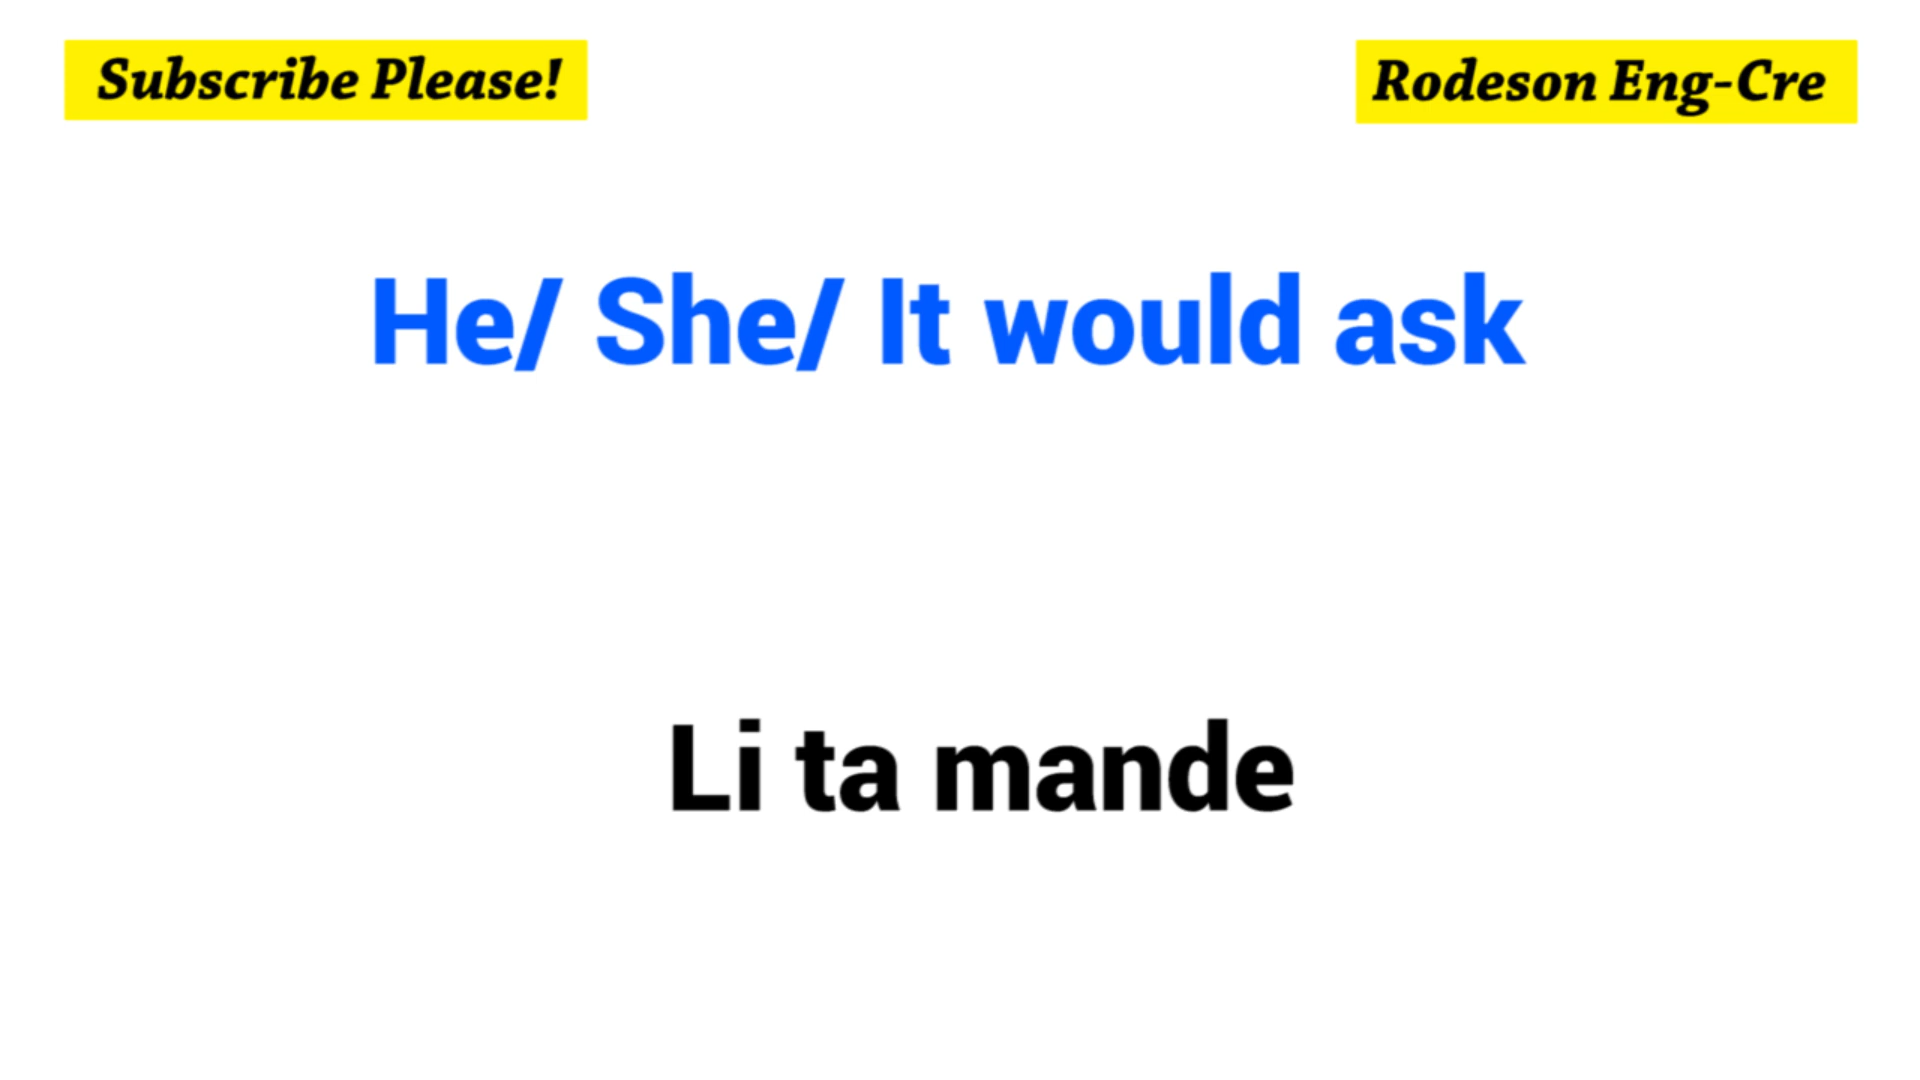 Subscribe Please!
Rodeson Eng-Cre
He/ She/ It would ask
Li ta mande